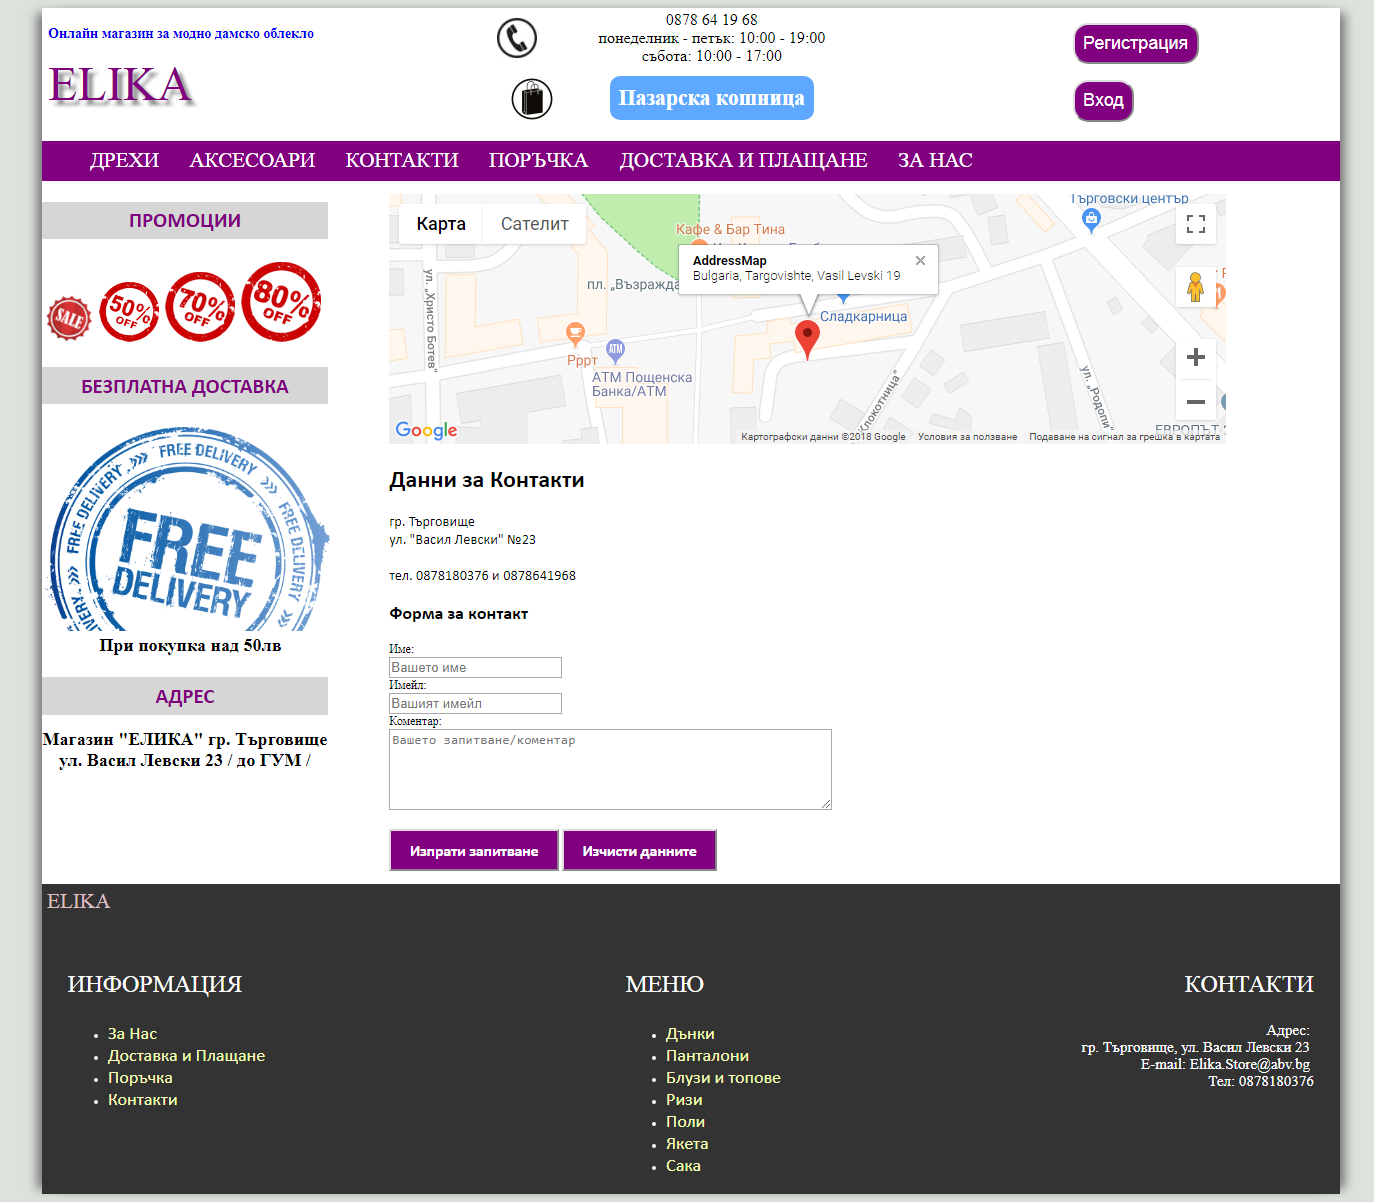 Онлайн магазин за модно дамско облекло
ELIKA
0878 64 19 68
понеделник - петък: 10:00 - 19:00
събота: 10:00 - 17:00
Пазарска кошница
Регистрация
Вход
ДРЕХИ АКСЕСОАРИ КОНТАКТИ ПОРЪЧКА ДОСТАВКА И ПЛАЩАНЕ ЗА НАС
ПРОМОЦИИ
SALE
50% OFF
70% OFF
80% OFF
БЕЗПЛАТНА ДОСТАВКА
FREE DELIVERY
FREE DELIVERY
FREE DELIVERY
FREE
DELIVERY
При покупка над 50лв
АДРЕС
Магазин "ЕЛИКА" гр. Търговище
ул. Васил Левски 23 / до ГУМ /
Карта Сателит
Търговски център
Кафе & Бар Тина
AddressMap
Bulgaria, Targovishte, Vasil Levski 19
ул. „Христо Ботев“
Сладкарница
Рррт
ATM
АТМ Пощенска
Банка/АТМ
ул. „Родопи“
Google
Картографски данни ©2018 Google Условия за ползване Подаване на сигнал за грешка в картата
Данни за Контакти
гр. Търговище
ул. "Васил Левски" №23
тел. 0878180376 и 0878641968
Форма за контакт
Име:
Вашето име
Имейл:
Вашият имейл
Коментар:
Вашето запитване/коментар
Изпрати запитване Изчисти данните
ELIKA
ИНФОРМАЦИЯ
За Нас
Доставка и Плащане
Поръчка
Контакти
МЕНЮ
Дънки
Панталони
Блузи и топове
Ризи
Поли
Якета
Сака
КОНТАКТИ
Адрес:
гр. Търговище, ул. Васил Левски 23
E-mail: Elika.Store@abv.bg
Тел: 0878180376